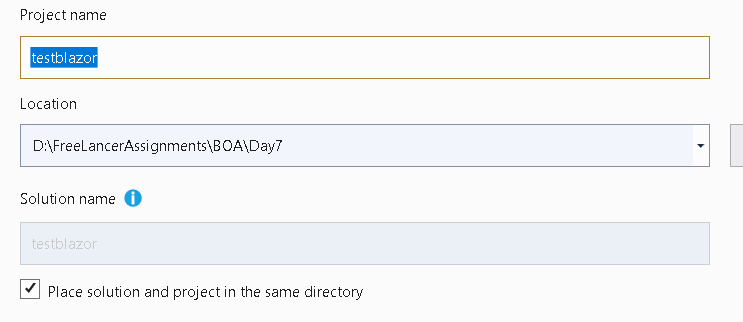 Project name
testblazor
Location
D:\FreeLancerAssignments\BOA\Day7
Solution name
testblazor
Place solution and project in the same directory